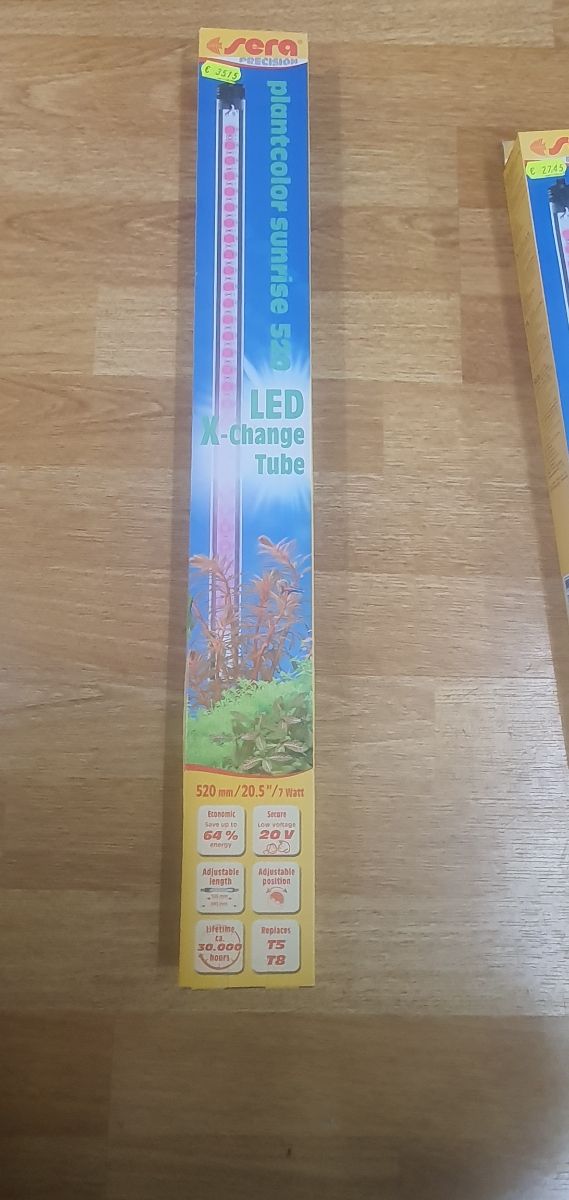 sera
PRECISION
€ 35.15
plantcolor sunrise 520
LED
X-Change
Tube
520 mm/20.5"/7 Watt
Economic
Save up to
64 %
energy
Secure
Low voltage
20 V
Adjustable
length
Adjustable
position
Lifetime
ca.
30.000
hours
Replaces
T5
T8
€ 27.45